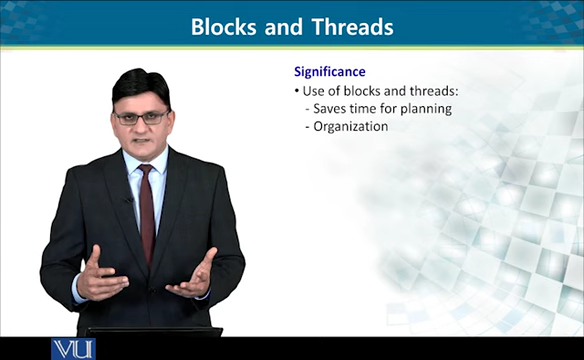 Blocks and Threads
Significance
• Use of blocks and threads:
- Saves time for planning
- Organization
VU